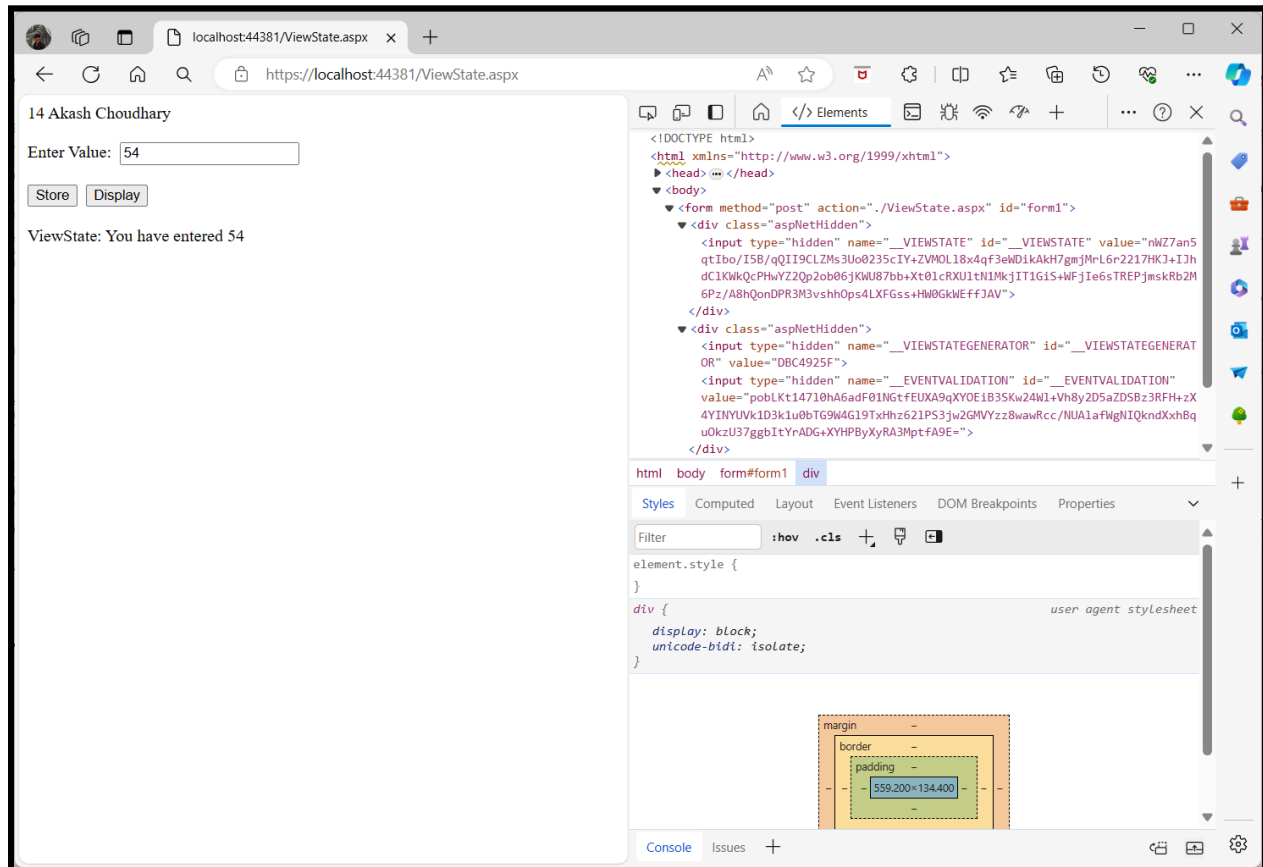 localhost:44381/ViewState.aspx
https://localhost:44381/ViewState.aspx
14 Akash Choudhary
Enter Value: 54
Store Display
ViewState: You have entered 54
</> Elements
<!DOCTYPE html>
<html xmlns="http://www.w3.org/1999/xhtml">
<head> </head>
<body>
<form method="post" action="./ViewState.aspx" id="form1">
<div class="aspNetHidden">
<input type="hidden" name="__VIEWSTATE" id="__VIEWSTATE" value="nWZ7an5
qtIbo/I5B/qQII9CLZMs3Uo0235cIY+ZVMOLl8x4qf3eWDikAkH7gmjMrL6r2217HKJ+IJh
dClKWkQcPHwYZ2Qp2ob06jKWU87bb+Xt0lcRXUltN1MkjIT1GiS+WFjIe6sTREPjmskRb2M
6Pz/A8hQonDPR3M3vshhOps4LXFGss+HW0GkWEffJAV">
</div>
<div class="aspNetHidden">
<input type="hidden" name="__VIEWSTATEGENERATOR" id="__VIEWSTATEGENERAT
OR" value="DBC4925F">
<input type="hidden" name="__EVENTVALIDATION" id="__EVENTVALIDATION"
value="pobLKt147l0hA6adF01NGtfEUXA9qXYOEiB3SKw24Wl+Vh8y2D5aZDSBz3RFH+zX
4YINYUVk1D3k1u0bTG9W4Gl9TxHhz62lPS3jw2GMVYzz8wawRcc/NUAlafWgNIQkndXxhBq
uOkzU37ggbItYrADG+XYHPByXyRA3MptfA9E=">
</div>
html body form#form1 div
Styles Computed Layout Event Listeners DOM Breakpoints Properties
Filter :hov .cls
element.style {
}
div { user agent stylesheet
display: block;
unicode-bidi: isolate;
}
margin –
border –
padding –
– – – 559.200×134.400 – – –
–
Console Issues